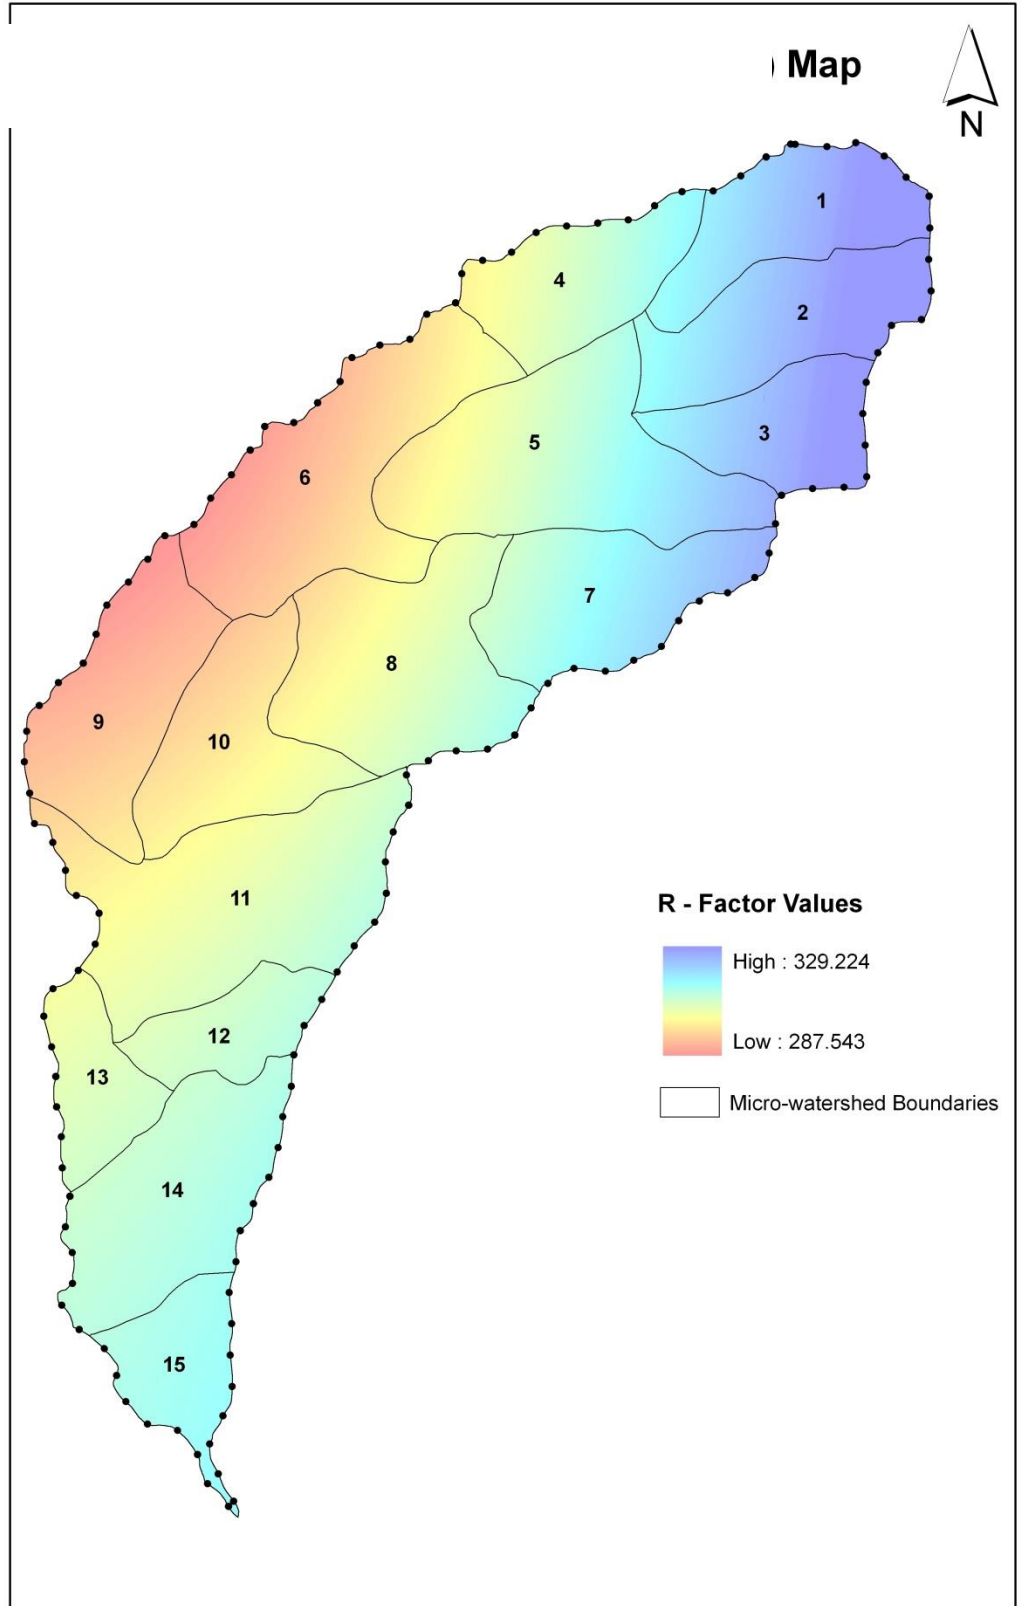 ) Map
N
1
2
4
3
5
6
7
8
9
10
11
R - Factor Values
High : 329.224
Low : 287.543
12
13
Micro-watershed Boundaries
14
15